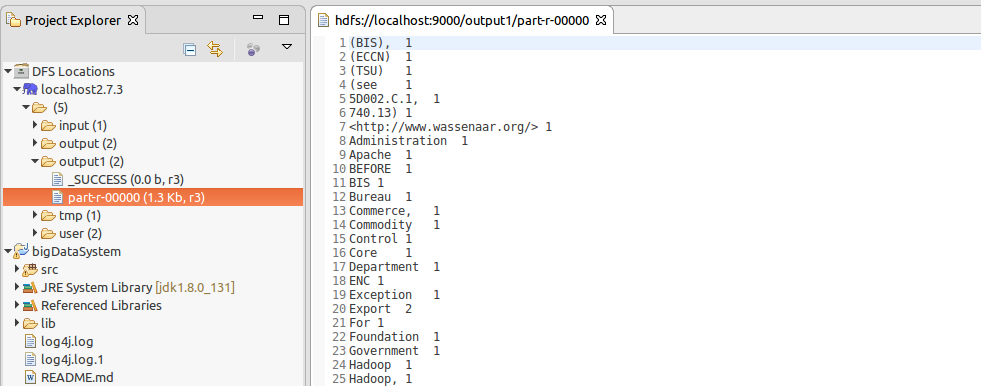 Project Explorer
DFS Locations
localhost2.7.3
(5)
input (1)
output (2)
output1 (2)
_SUCCESS (0.0 b, r3)
part-r-00000 (1.3 Kb, r3)
tmp (1)
user (2)
bigDataSystem
src
JRE System Library [jdk1.8.0_131]
Referenced Libraries
lib
log4j.log
log4j.log.1
README.md
hdfs://localhost:9000/output1/part-r-00000
1 (BIS), 1
2 (ECCN) 1
3 (TSU) 1
4 (see 1
5 5D002.C.1, 1
6 740.13) 1
7 <http://www.wassenaar.org/> 1
8 Administration 1
9 Apache 1
10 BEFORE 1
11 BIS 1
12 Bureau 1
13 Commerce, 1
14 Commodity 1
15 Control 1
16 Core 1
17 Department 1
18 ENC 1
19 Exception 1
20 Export 2
21 For 1
22 Foundation 1
23 Government 1
24 Hadoop 1
25 Hadoop, 1